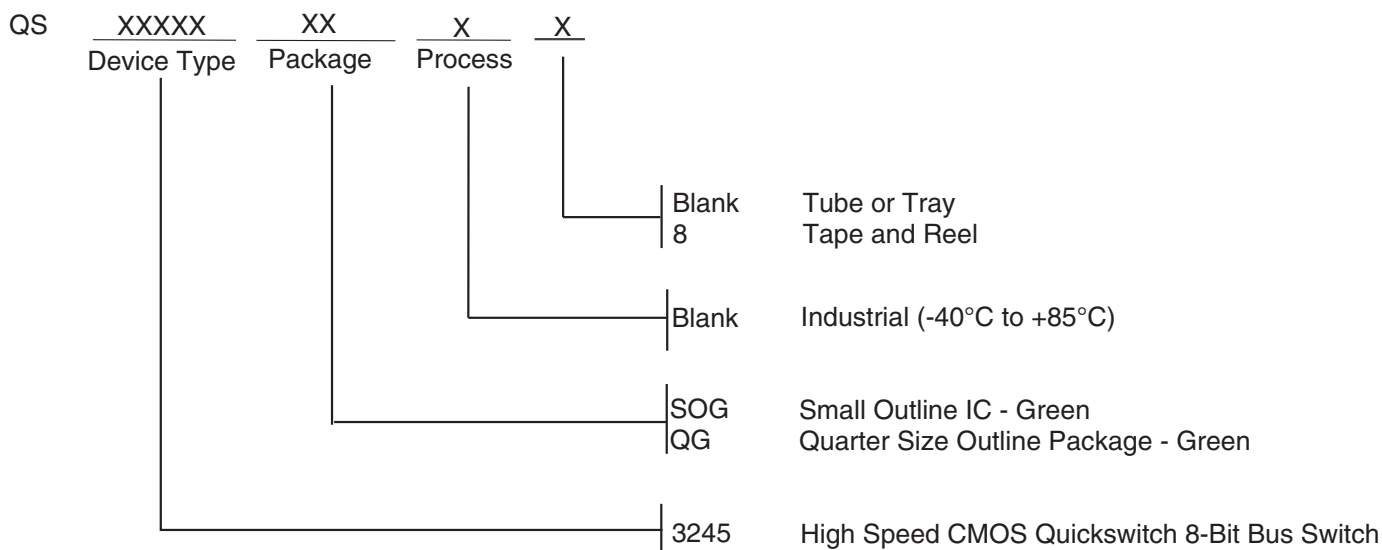 QS XXXXX XX X X
Device Type Package Process
Blank Tube or Tray
8 Tape and Reel
Blank Industrial (-40°C to +85°C)
SOG Small Outline IC - Green
QG Quarter Size Outline Package - Green
3245 High Speed CMOS Quickswitch 8-Bit Bus Switch